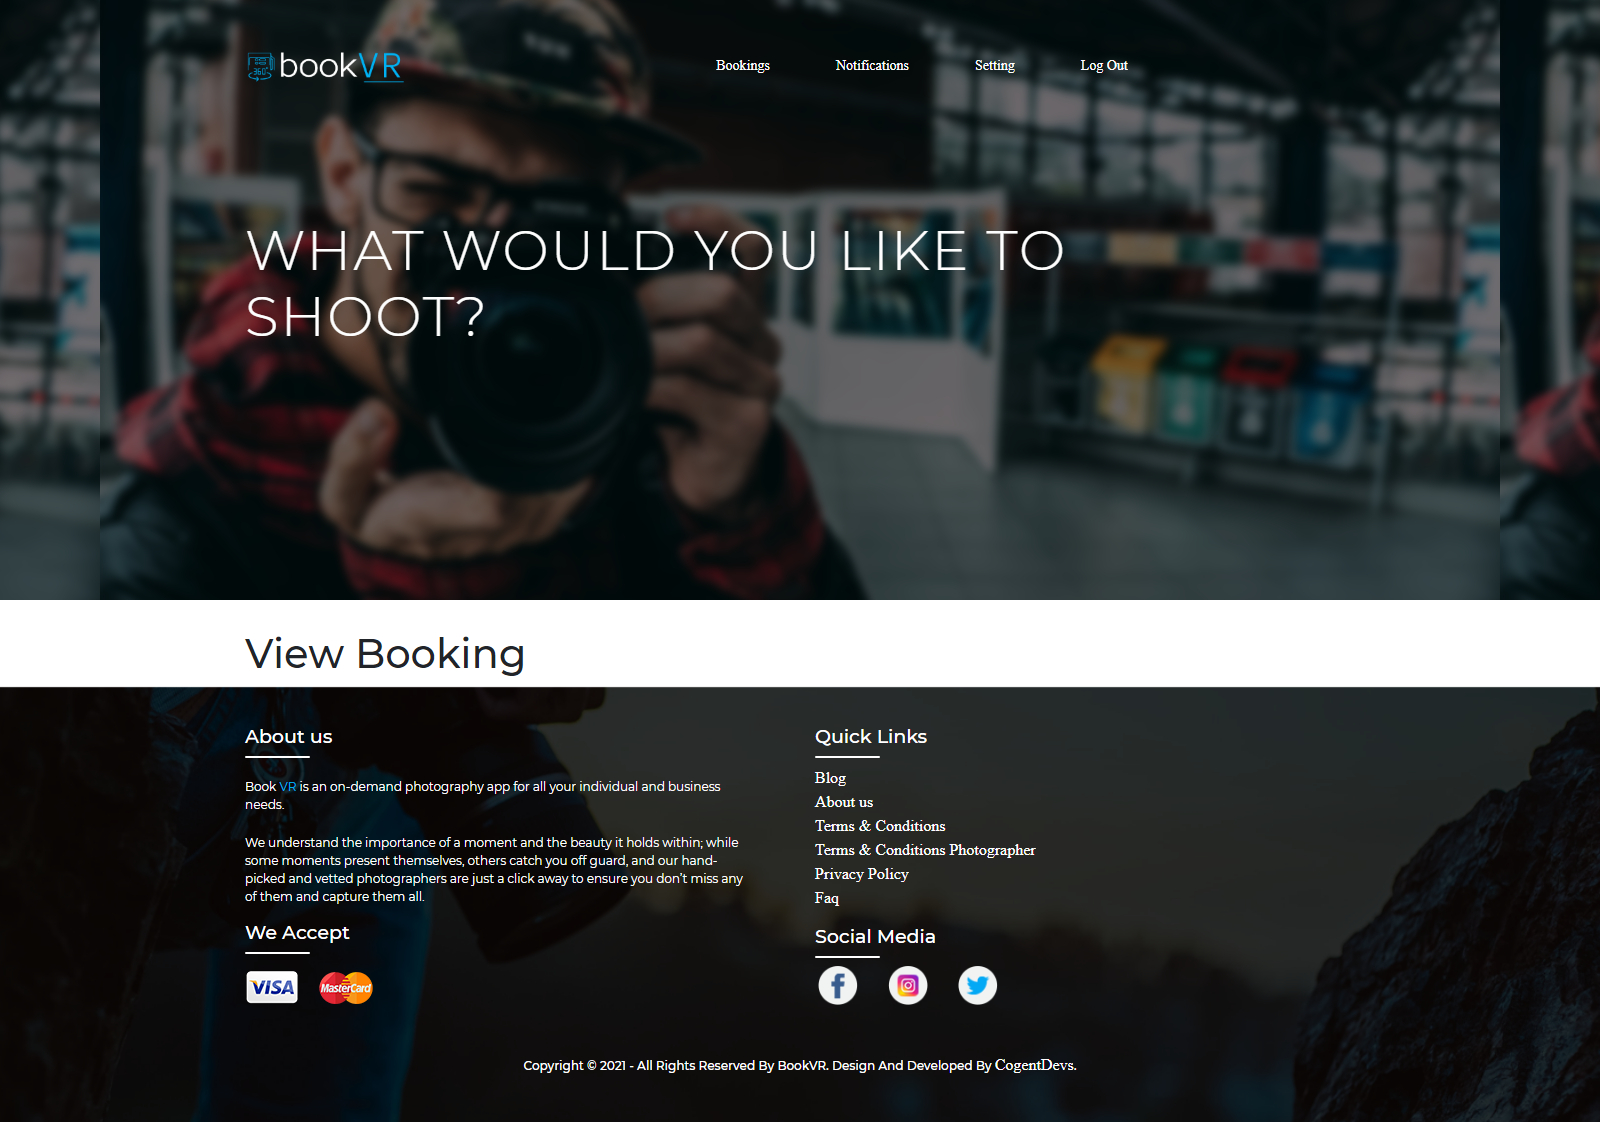 360°
bookVR
Bookings Notifications Setting Log Out
WHAT WOULD YOU LIKE TO
SHOOT?
View Booking
About us
Book VR is an on-demand photography app for all your individual and business
needs.
We understand the importance of a moment and the beauty it holds within; while
some moments present themselves, others catch you off guard, and our hand-
picked and vetted photographers are just a click away to ensure you don't miss any
of them and capture them all.
We Accept
VISA MasterCard
Quick Links
Blog
About us
Terms & Conditions
Terms & Conditions Photographer
Privacy Policy
Faq
Social Media
Copyright © 2021 - All Rights Reserved By BookVR. Design And Developed By CogentDevs.